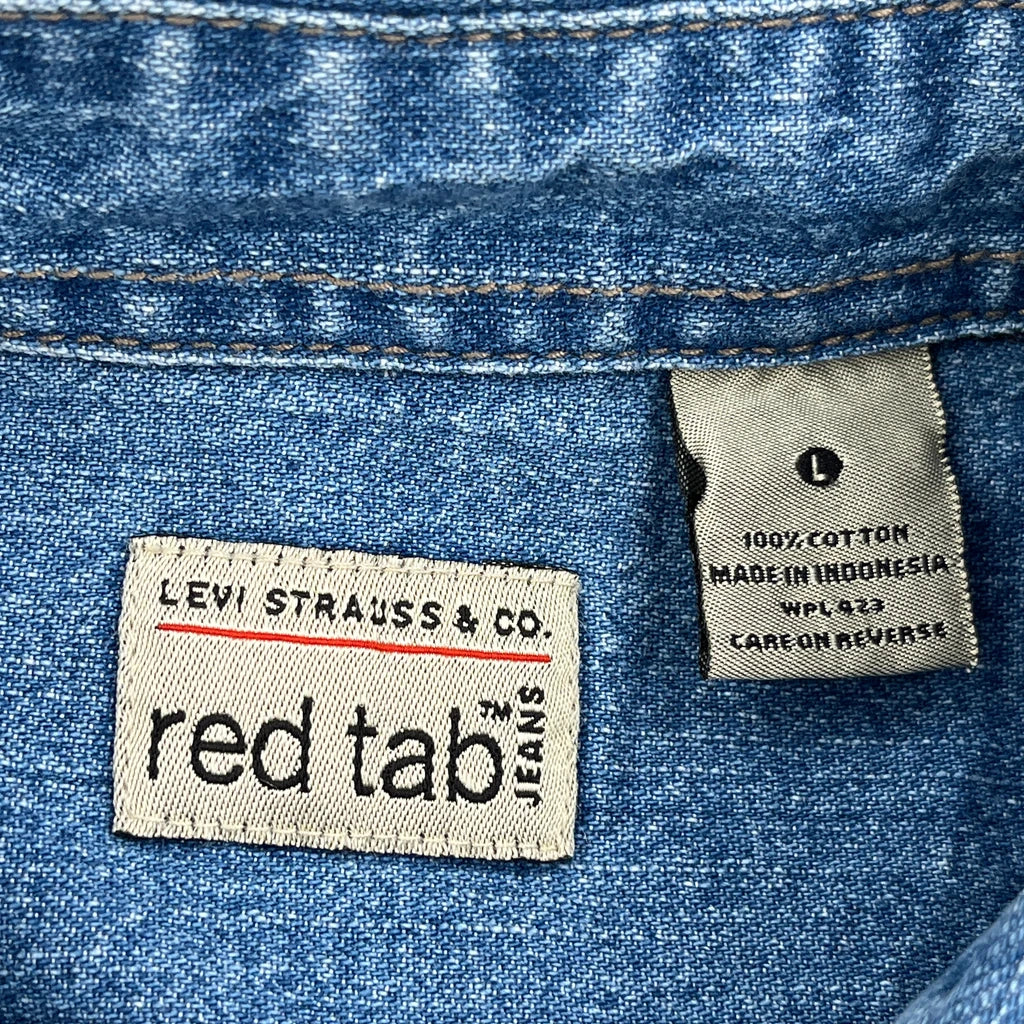 LEVI STRAUSS & CO.
red tab™
JEANS
L
100% COTTON
MADE IN INDONESIA
WPL 423
CARE ON REVERSE